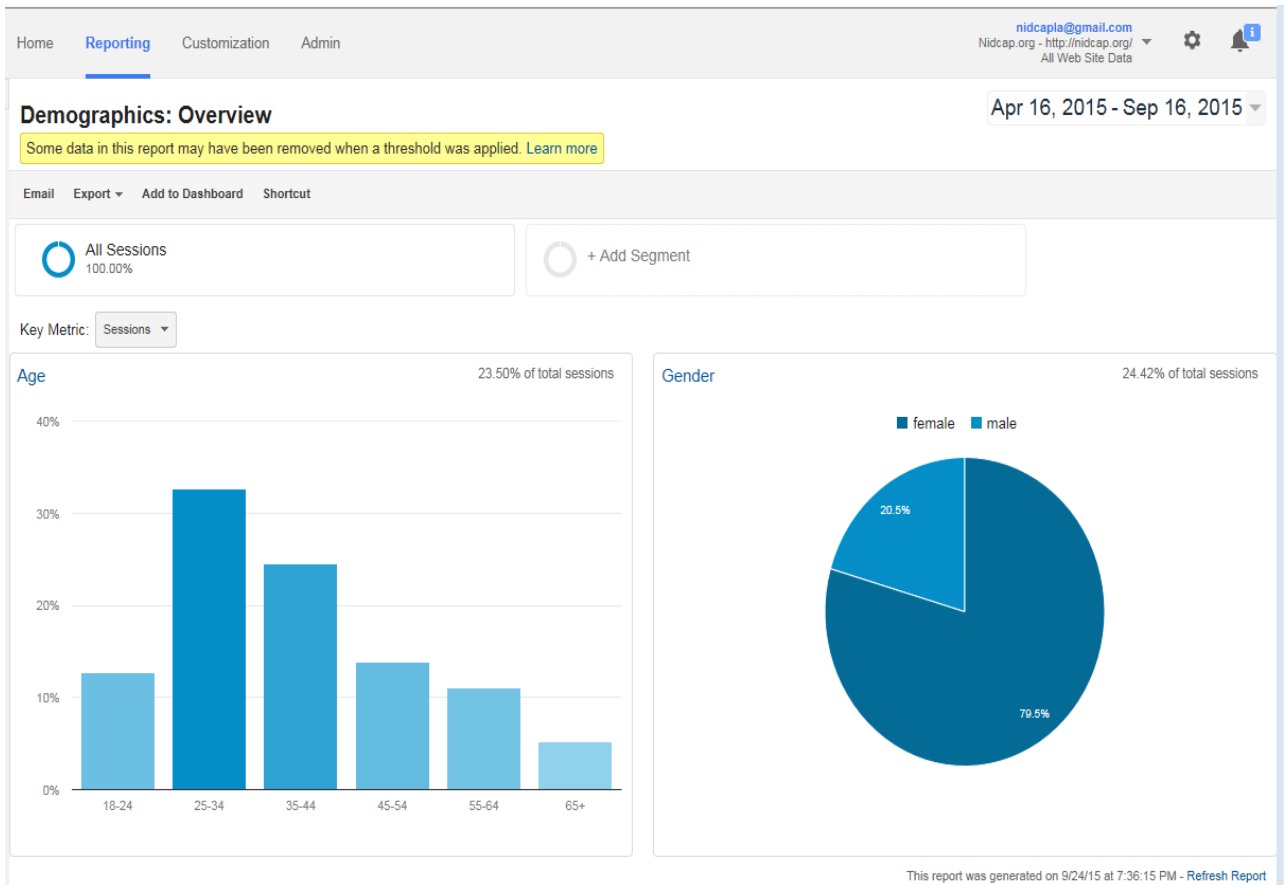 Home Reporting Customization Admin
nidcapla@gmail.com
Nidcap.org - http://nidcap.org/
All Web Site Data
i
Demographics: Overview
Apr 16, 2015 - Sep 16, 2015
Some data in this report may have been removed when a threshold was applied. Learn more
Email Export Add to Dashboard Shortcut
All Sessions
100.00%
+ Add Segment
Key Metric: Sessions
Age 23.50% of total sessions
40%
30%
20%
10%
0%
18-24 25-34 35-44 45-54 55-64 65+
Gender 24.42% of total sessions
female male
20.5%
79.5%
This report was generated on 9/24/15 at 7:36:15 PM - Refresh Report